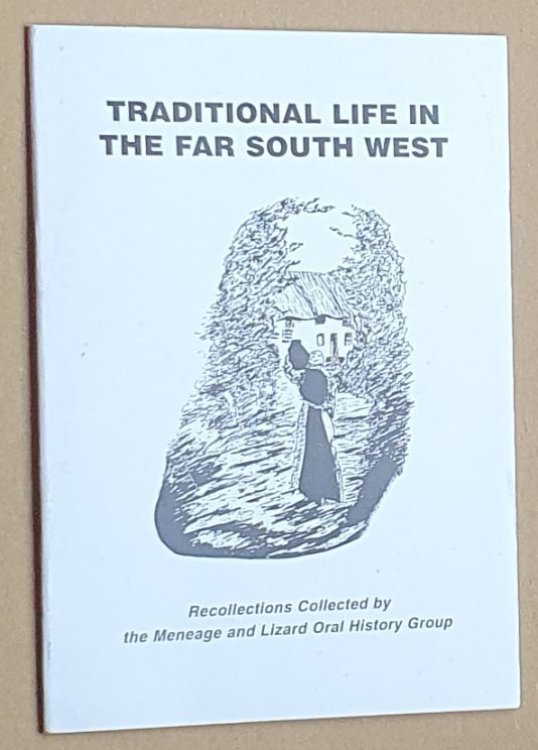 TRADITIONAL LIFE IN
THE FAR SOUTH WEST
Recollections Collected by
the Meneage and Lizard Oral History Group